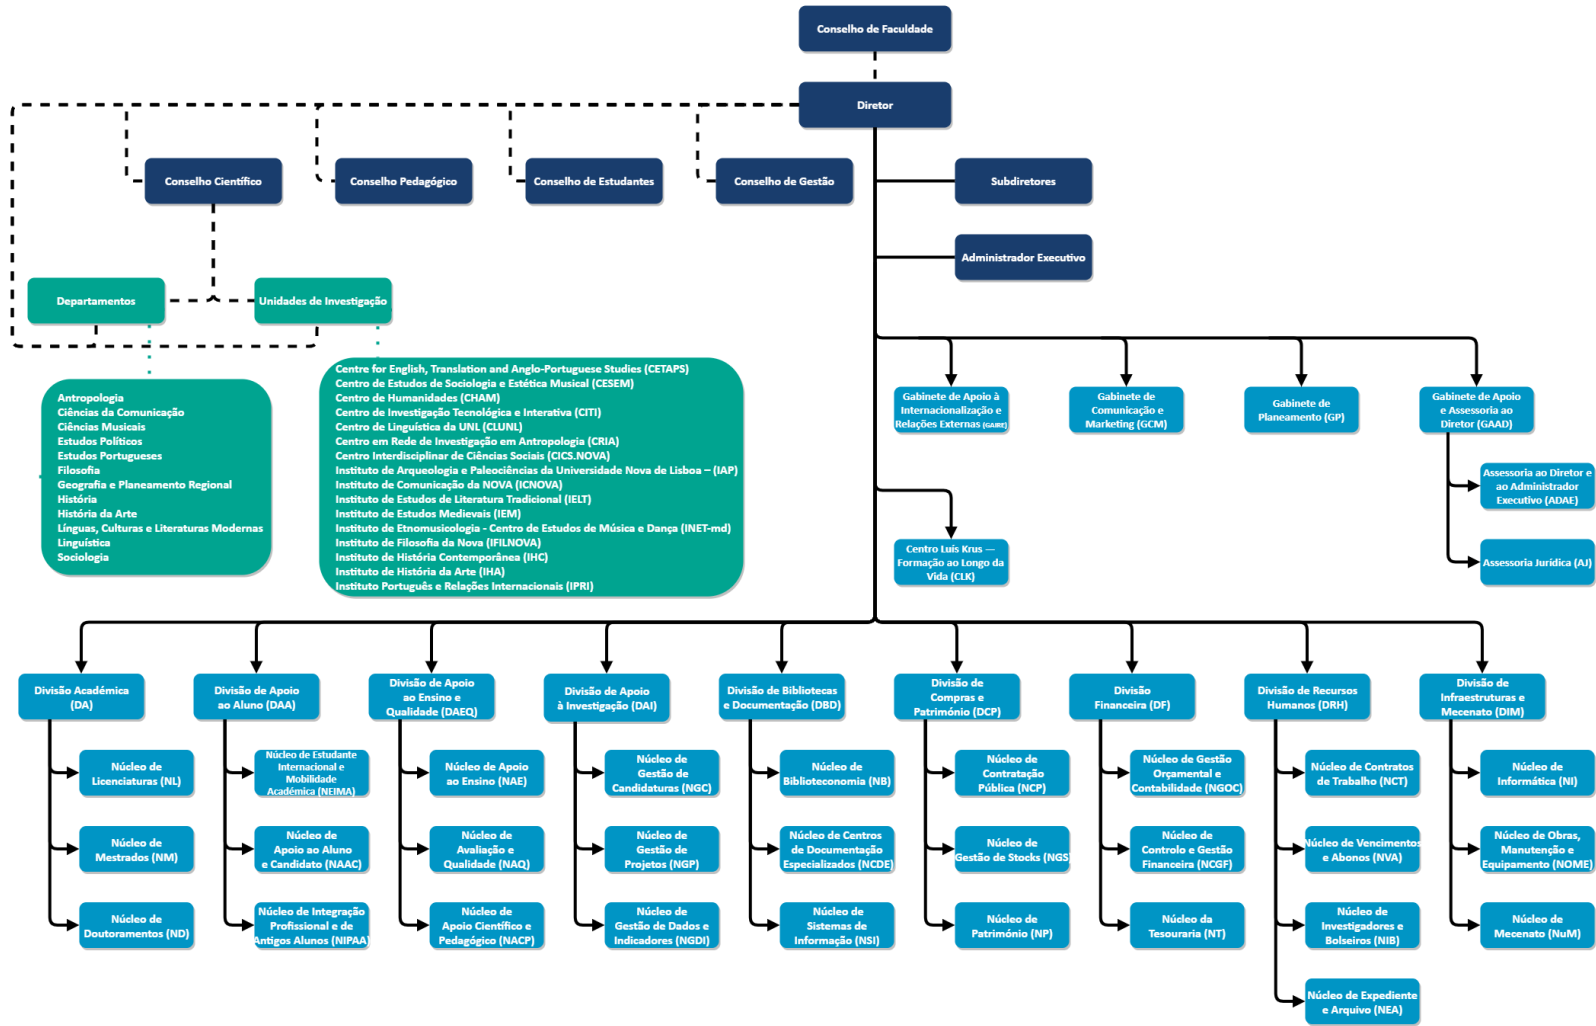 Conselho de Faculdade
Diretor
Conselho Científico
Conselho Pedagógico
Conselho de Estudantes
Conselho de Gestão
Subdiretores
Administrador Executivo
Departamentos
Unidades de Investigação
Antropologia
Ciências da Comunicação
Ciências Musicais
Estudos Políticos
Estudos Portugueses
Filosofia
Geografia e Planeamento Regional
História
História da Arte
Línguas, Culturas e Literaturas Modernas
Linguística
Sociologia
Centre for English, Translation and Anglo-Portuguese Studies (CETAPS)
Centro de Estudos de Sociologia e Estética Musical (CESEM)
Centro de Humanidades (CHAM)
Centro de Investigação Tecnológica e Interativa (CITI)
Centro de Linguística da UNL (CLUNL)
Centro em Rede de Investigação em Antropologia (CRIA)
Centro Interdisciplinar de Ciências Sociais (CICS.NOVA)
Instituto de Arqueologia e Paleociências da Universidade Nova de Lisboa – (IAP)
Instituto de Comunicação da NOVA (ICNOVA)
Instituto de Estudos de Literatura Tradicional (IELT)
Instituto de Estudos Medievais (IEM)
Instituto de Etnomusicologia - Centro de Estudos de Música e Dança (INET-md)
Instituto de Filosofia da Nova (IFILNOVA)
Instituto de História Contemporânea (IHC)
Instituto de História da Arte (IHA)
Instituto Português e Relações Internacionais (IPRI)
Gabinete de Apoio à
Internacionalização e
Relações Externas (GAIRE)
Gabinete de
Comunicação e
Marketing (GCM)
Gabinete de
Planeamento (GP)
Gabinete de Apoio
e Assessoria ao
Diretor (GAAD)
Assessoria ao Diretor e
ao Administrador
Executivo (ADAE)
Assessoria Jurídica (AJ)
Centro Luís Krus —
Formação ao Longo da
Vida (CLK)
Divisão Académica
(DA)
Divisão de Apoio
ao Aluno (DAA)
Divisão de Apoio
ao Ensino e
Qualidade (DAEQ)
Divisão de Apoio
à Investigação (DAI)
Divisão de Bibliotecas
e Documentação (DBD)
Divisão de
Compras e
Património (DCP)
Divisão
Financeira (DF)
Divisão de Recursos
Humanos (DRH)
Divisão de
Infraestruturas e
Mecenato (DIM)
Núcleo de
Licenciaturas (NL)
Núcleo de Estudante
Internacional e
Mobilidade
Académica (NEIMA)
Núcleo de Apoio
ao Ensino (NAE)
Núcleo de
Gestão de
Candidaturas (NGC)
Núcleo de
Biblioteconomia (NB)
Núcleo de
Contratação
Pública (NCP)
Núcleo de Gestão
Orçamental e
Contabilidade (NGOC)
Núcleo de Contratos
de Trabalho (NCT)
Núcleo de
Informática (NI)
Núcleo de
Mestrados (NM)
Núcleo de
Apoio ao Aluno
e Candidato (NAAC)
Núcleo de
Avaliação e
Qualidade (NAQ)
Núcleo de
Gestão de
Projetos (NGP)
Núcleo de Centros
de Documentação
Especializados (NCDE)
Núcleo de
Gestão de Stocks (NGS)
Núcleo de
Controlo e Gestão
Financeira (NCGF)
Núcleo de Vencimentos
e Abonos (NVA)
Núcleo de Obras,
Manutenção e
Equipamento (NOME)
Núcleo de
Doutoramentos (ND)
Núcleo de Integração
Profissional e de
Antigos Alunos (NIPAA)
Núcleo de
Apoio Científico e
Pedagógico (NACP)
Núcleo de
Gestão de Dados e
Indicadores (NGDI)
Núcleo de
Sistemas de
Informação (NSI)
Núcleo de
Património (NP)
Núcleo da
Tesouraria (NT)
Núcleo de
Investigadores e
Bolseiros (NIB)
Núcleo de
Mecenato (NuM)
Núcleo de Expediente
e Arquivo (NEA)